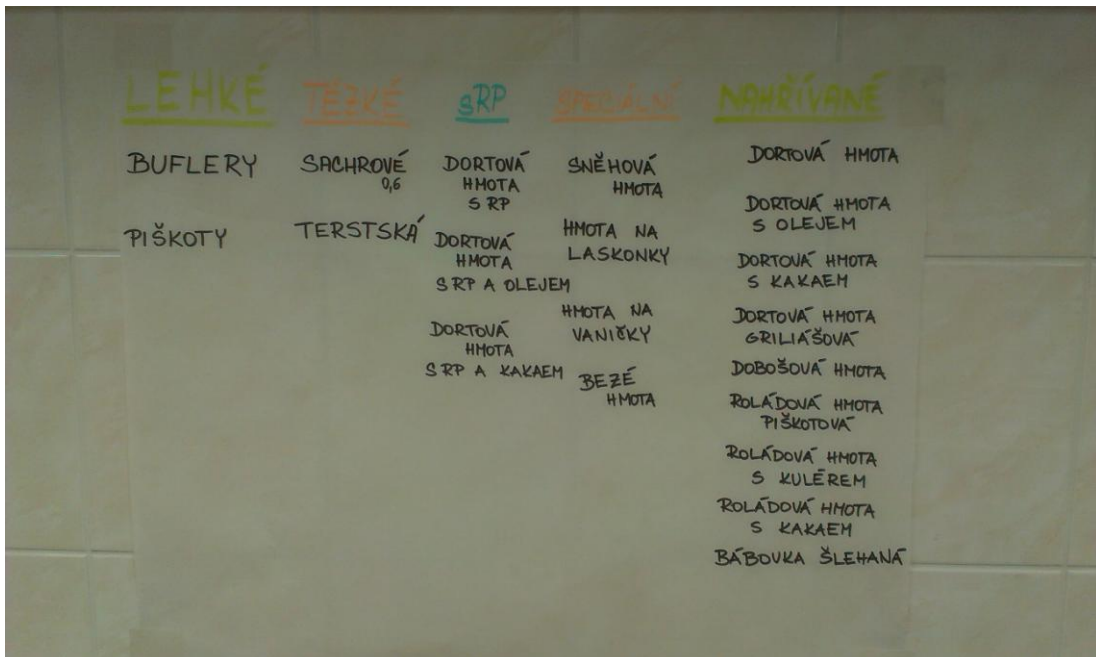 LEHKÉ
BUFLERY
PIŠKOTY
TĚŽKÉ
SACHROVÉ
0,6
TERSTSKÁ
SRP
DORTOVÁ
HMOTA
S RP
DORTOVÁ
HMOTA
S RP A OLEJEM
DORTOVÁ
HMOTA
S RP A KAKAEM
SPECIÁLNÍ
SNĚHOVÁ
HMOTA
HMOTA NA
LASKONKY
HMOTA NA
VANIČKY
BEZÉ
HMOTA
NAHŘÍVANÉ
DORTOVÁ HMOTA
DORTOVÁ HMOTA
S OLEJEM
DORTOVÁ HMOTA
S KAKAEM
DORTOVÁ HMOTA
GRILIÁŠOVÁ
DOBOŠOVÁ HMOTA
ROLÁDOVÁ HMOTA
PIŠKOTOVÁ
ROLÁDOVÁ HMOTA
S KULÉREM
ROLÁDOVÁ HMOTA
S KAKAEM
BÁBOVKA ŠLEHANÁ